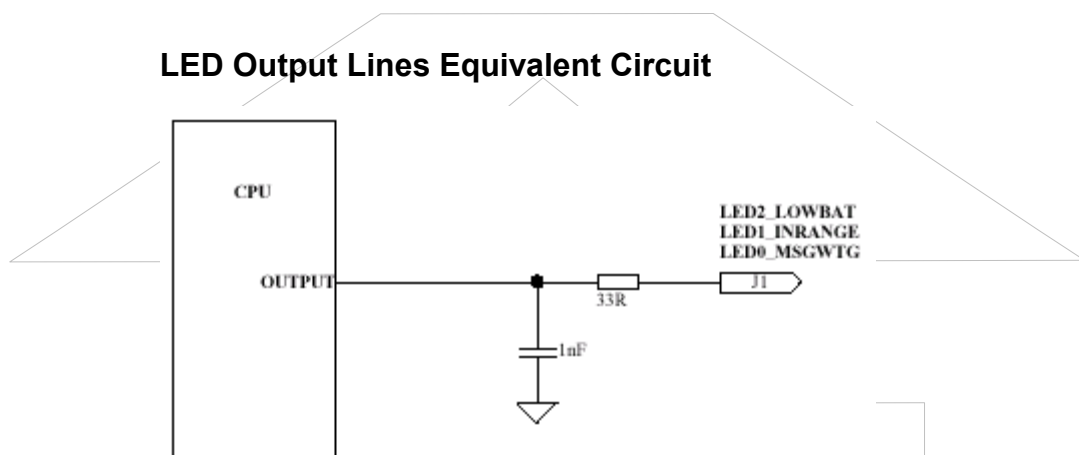 LED Output Lines Equivalent Circuit
CPU
LED2_LOWBAT
LED1_INRANGE
LED0_MSGWTG
OUTPUT
J1
33R
1nF